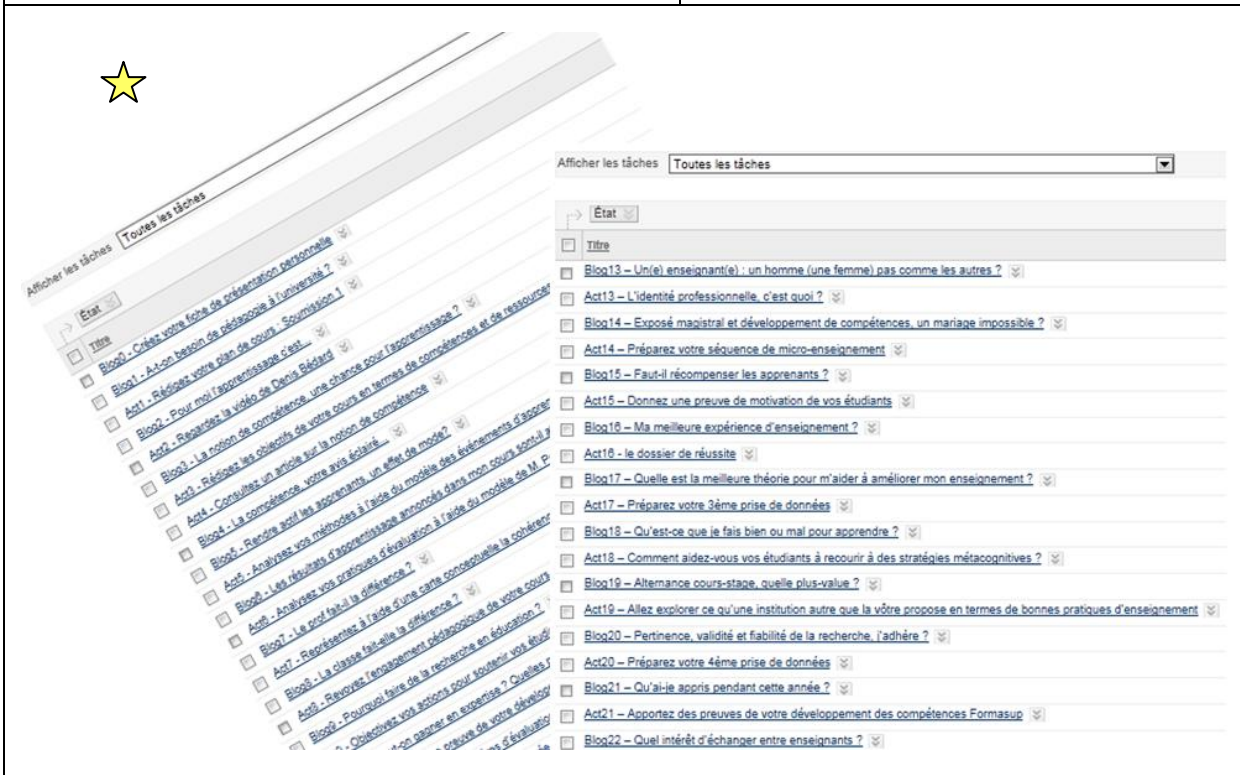 Afficher les tâches Toutes les tâches
État
Titre
Blog0 - Créez votre fiche de présentation personnelle
Blog1 - A-t-on besoin de pédagogie à l'université ?
Act1 - Rédigez votre plan de cours : Soumission 1
Blog2 - Pour moi l'apprentissage c'est...
Act2 - Regardez la vidéo de Denis Bédard
Blog3 - La notion de compétence, une chance pour l'apprentissage ?
Act3 - Rédigez les objectifs de votre cours en termes de compétences et de ressources
Act4 - Consultez un article sur la notion de compétence
Blog4 - La compétence, votre avis éclairé...
Blog5 - Rendre actif les apprenants, un effet de mode?
Act5 - Analysez vos méthodes à l'aide du modèle des événements d'appren
Blog6 - Les résultats d'apprentissage annoncés dans mon cours sont-il
Act6 - Analysez vos pratiques d'évaluation à l'aide du modèle de M. P
Blog7 - Le prof fait-il la différence ?
Act7 - Représentez à l'aide d'une carte conceptuelle la cohéren
Blog8 - La classe fait-elle la différence ?
Act8 - Revoyez l'engagement pédagogique de votre cours
Blog9 - Pourquoi faire de la recherche en éducation ?
- Objectivez vos actions pour soutenir vos étudi
t-on gagner en expertise ? Quelles
preuve de votre dévelop
d'évaluatio
Afficher les tâches Toutes les tâches
État
Titre
Blog13 – Un(e) enseignant(e) : un homme (une femme) pas comme les autres ?
Act13 – L'identité professionnelle, c'est quoi ?
Blog14 – Exposé magistral et développement de compétences, un mariage impossible ?
Act14 – Préparez votre séquence de micro-enseignement
Blog15 – Faut-il récompenser les apprenants ?
Act15 – Donnez une preuve de motivation de vos étudiants
Blog16 – Ma meilleure expérience d'enseignement ?
Act16 - le dossier de réussite
Blog17 – Quelle est la meilleure théorie pour m'aider à améliorer mon enseignement ?
Act17 – Préparez votre 3ème prise de données
Blog18 – Qu'est-ce que je fais bien ou mal pour apprendre ?
Act18 – Comment aidez-vous vos étudiants à recourir à des stratégies métacognitives ?
Blog19 – Alternance cours-stage, quelle plus-value ?
Act19 – Allez explorer ce qu'une institution autre que la vôtre propose en termes de bonnes pratiques d'enseignement
Blog20 – Pertinence, validité et fiabilité de la recherche, j'adhère ?
Act20 – Préparez votre 4ème prise de données
Blog21 – Qu'ai-je appris pendant cette année ?
Act21 – Apportez des preuves de votre développement des compétences Formasup
Blog22 – Quel intérêt d'échanger entre enseignants ?